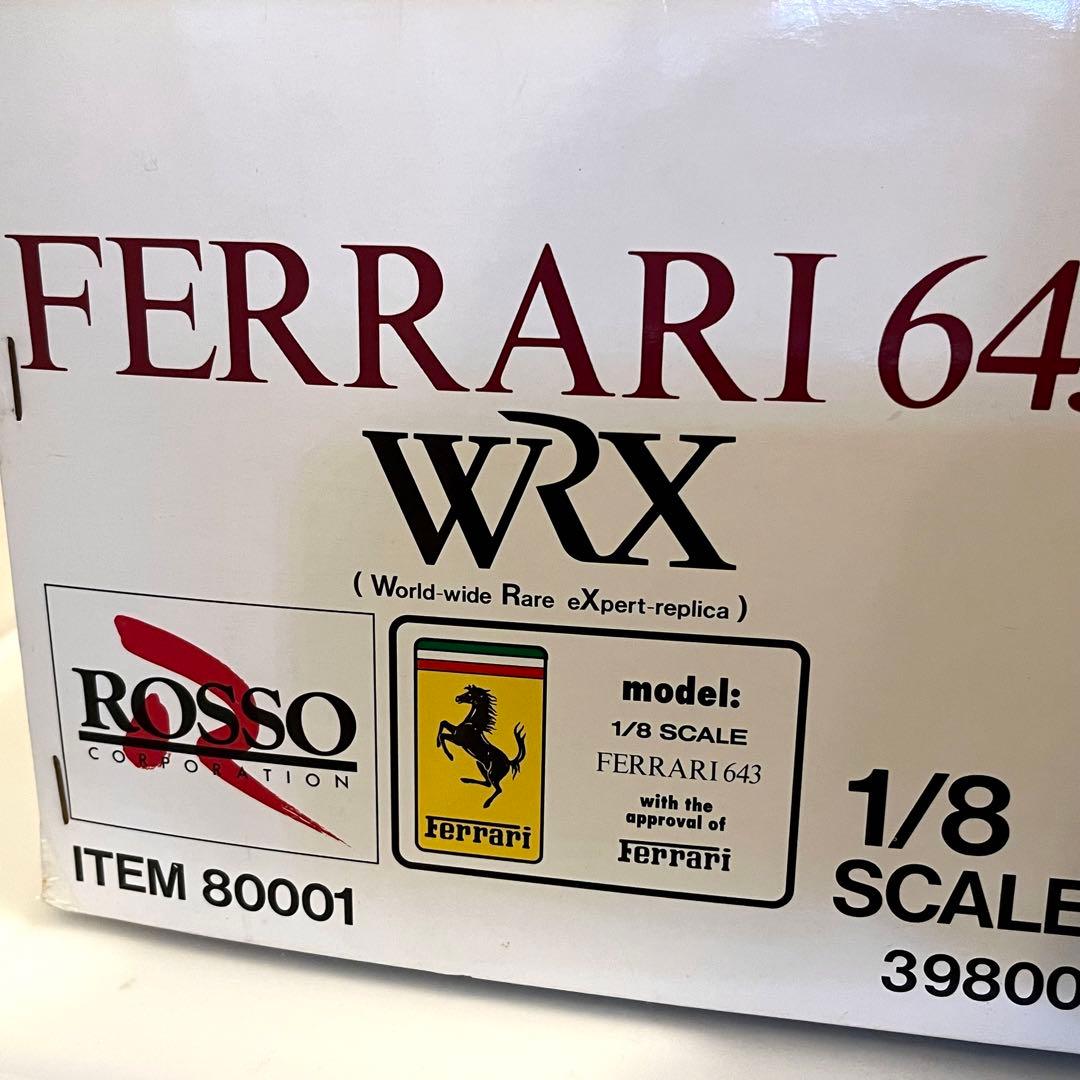 FERRARI 643
WRX
( World-wide Rare eXpert-replica )
ROSSO
CORPORATION
Ferrari
model:
1/8 SCALE
FERRARI 643
with the
approval of
Ferrari
1/8
SCALE
ITEM 80001
39800